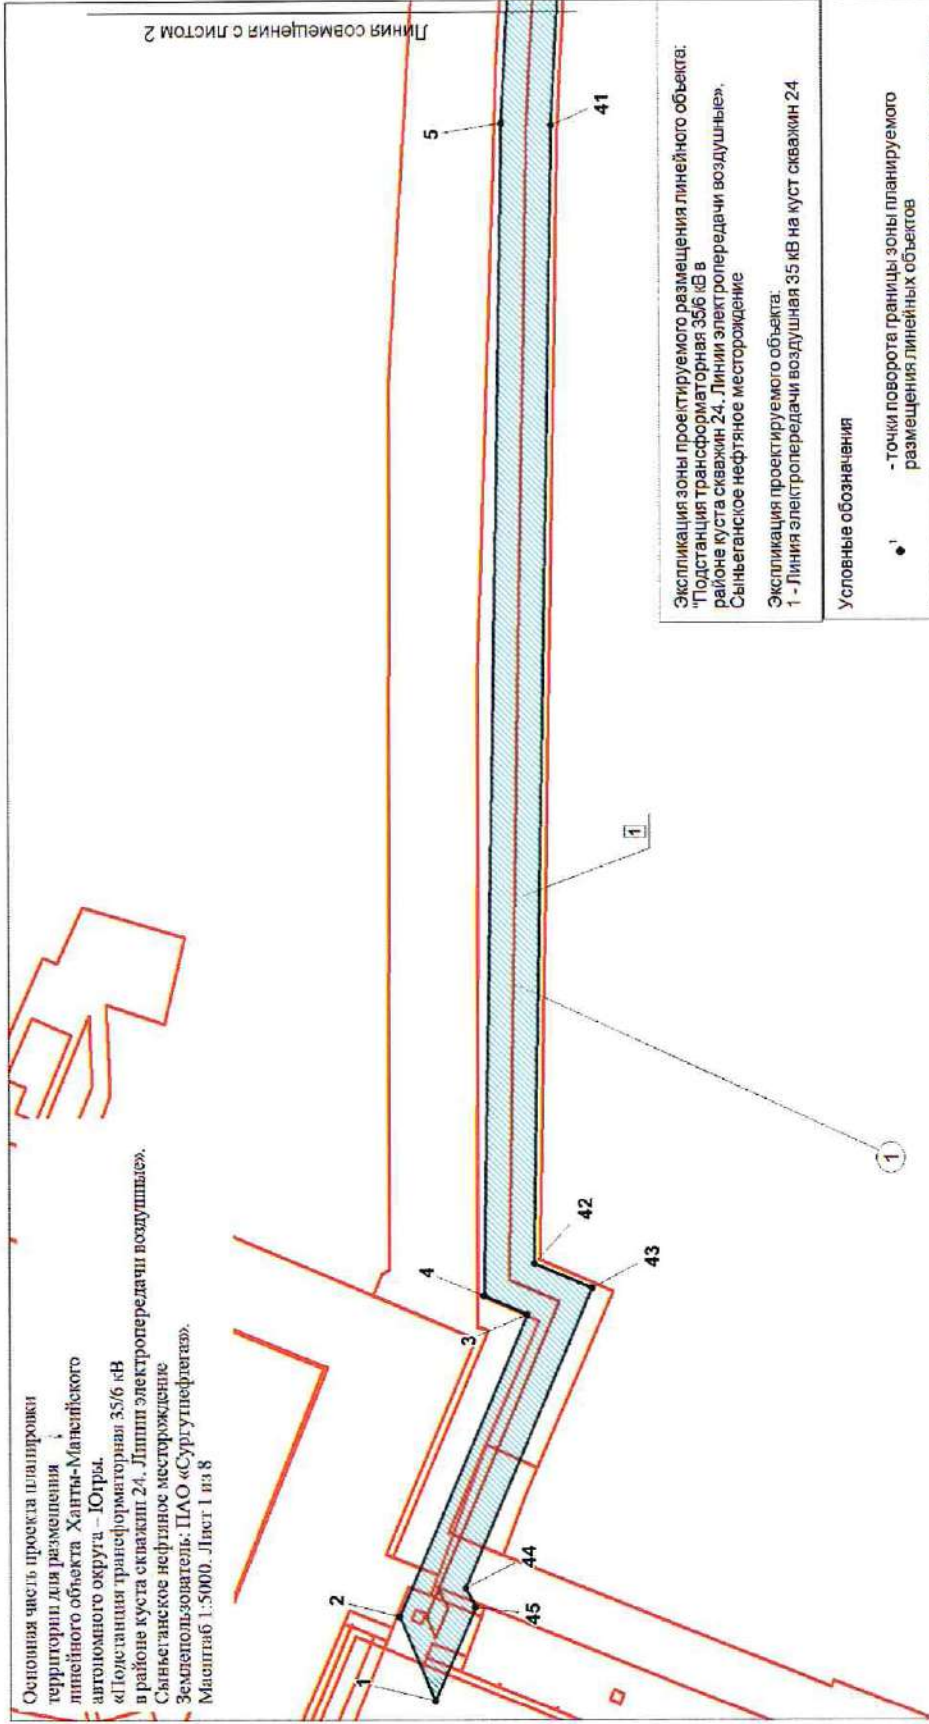 Основная часть проекта планировки
территории для размещения
линейного объекта Ханты-Мансийского
автономного округа – Югры.
«Подстанция трансформаторная 35/6 кВ
в районе куста скважин 24. Линии электропередачи воздушные».
Сыньеганское нефтяное месторождение
Землепользователь: ПАО «Сургутнефтегаз».
Масштаб 1:5000. Лист 1 из 8
Линия совмещения с листом 2
1
2
3
4
5
41
42
43
44
45
1
1
Экспликация зоны проектируемого размещения линейного объекта:
"Подстанция трансформаторная 35/6 кВ в
районе куста скважин 24. Линии электропередачи воздушные».
Сыньеганское нефтяное месторождение
Экспликация проектируемого объекта:
1 - Линия электропередачи воздушная 35 кВ на куст скважин 24
Условные обозначения
1
- точки поворота границы зоны планируемого
размещения линейных объектов